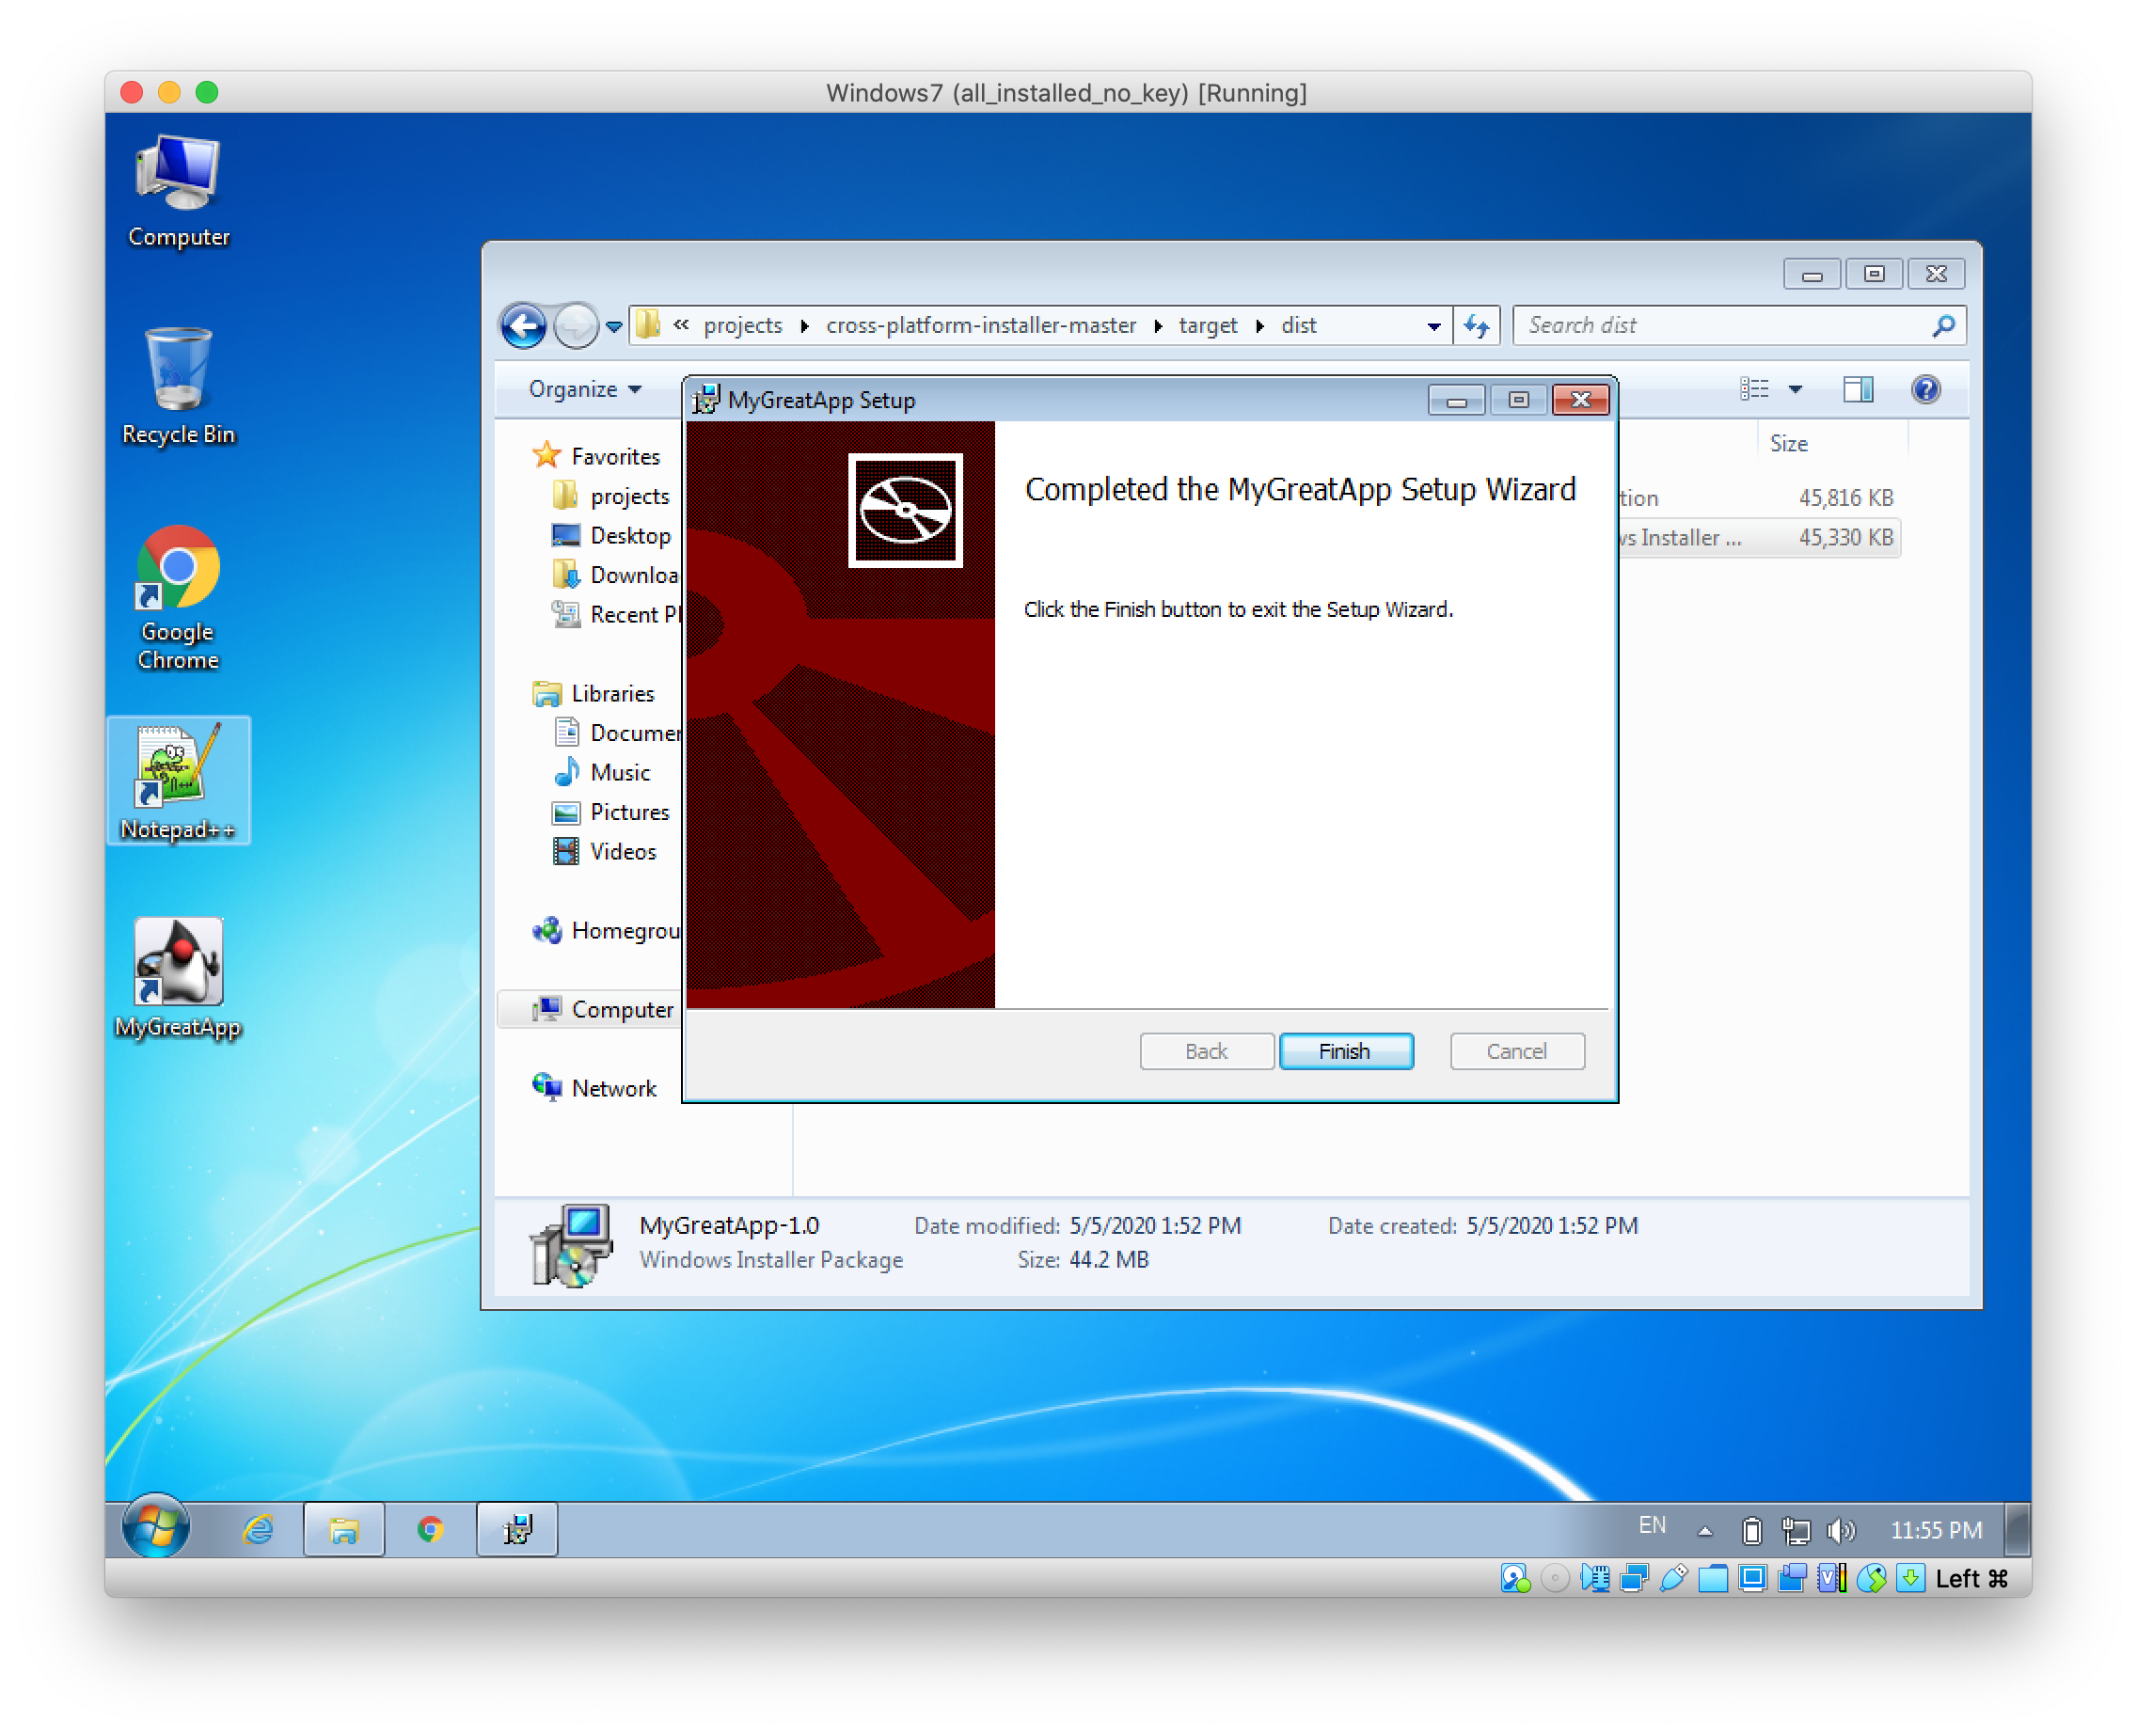 Windows7 (all_installed_no_key) [Running]
Computer
Recycle Bin
Google
Chrome
Notepad++
MyGreatApp
« projects ▸ cross-platform-installer-master ▸ target ▸ dist
Search dist
Organize
Favorites
projects
Desktop
Downloa
Recent Pl
Libraries
Documen
Music
Pictures
Videos
Homegrou
Computer
Network
Size
tion 45,816 KB
vs Installer ... 45,330 KB
MyGreatApp Setup
Completed the MyGreatApp Setup Wizard
Click the Finish button to exit the Setup Wizard.
Back
Finish
Cancel
MyGreatApp-1.0 Date modified: 5/5/2020 1:52 PM Date created: 5/5/2020 1:52 PM
Windows Installer Package Size: 44.2 MB
EN
11:55 PM
Left ⌘